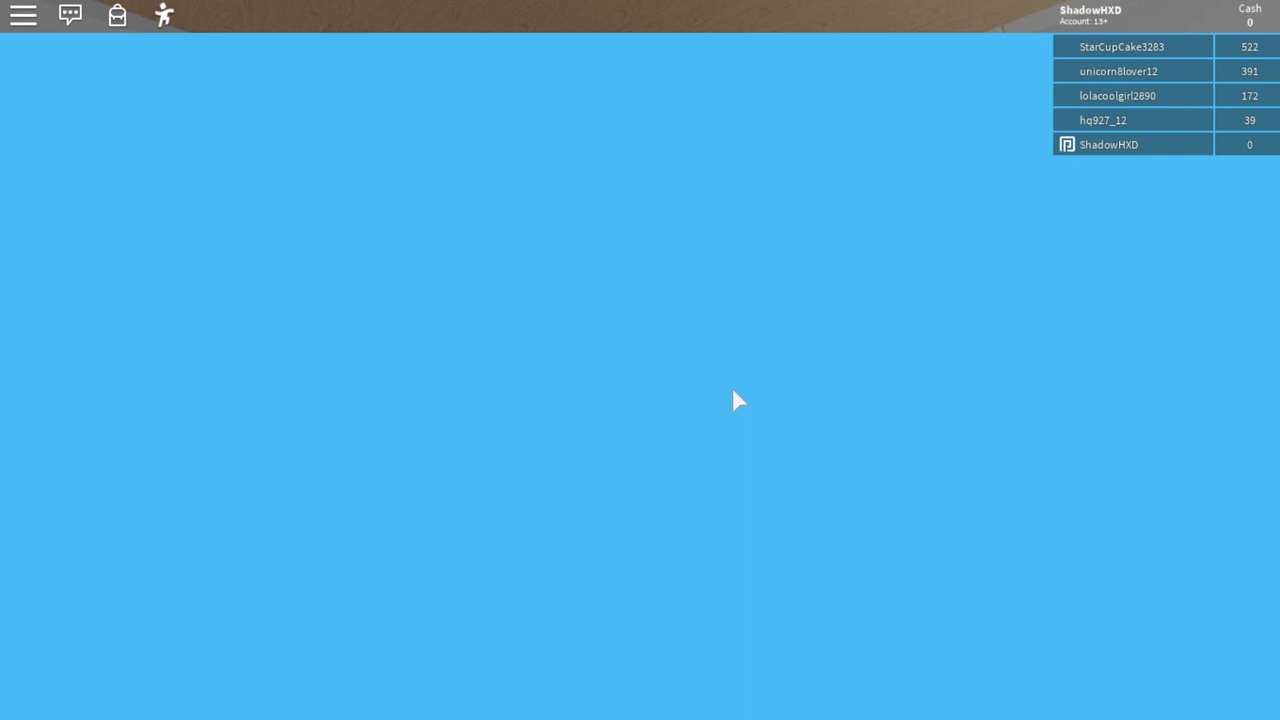 ShadowHXD
Account: 13+
Cash
0
StarCupCake3283 522
unicorn8lover12 391
lolacoolgirl2890 172
hq927_12 39
ShadowHXD 0